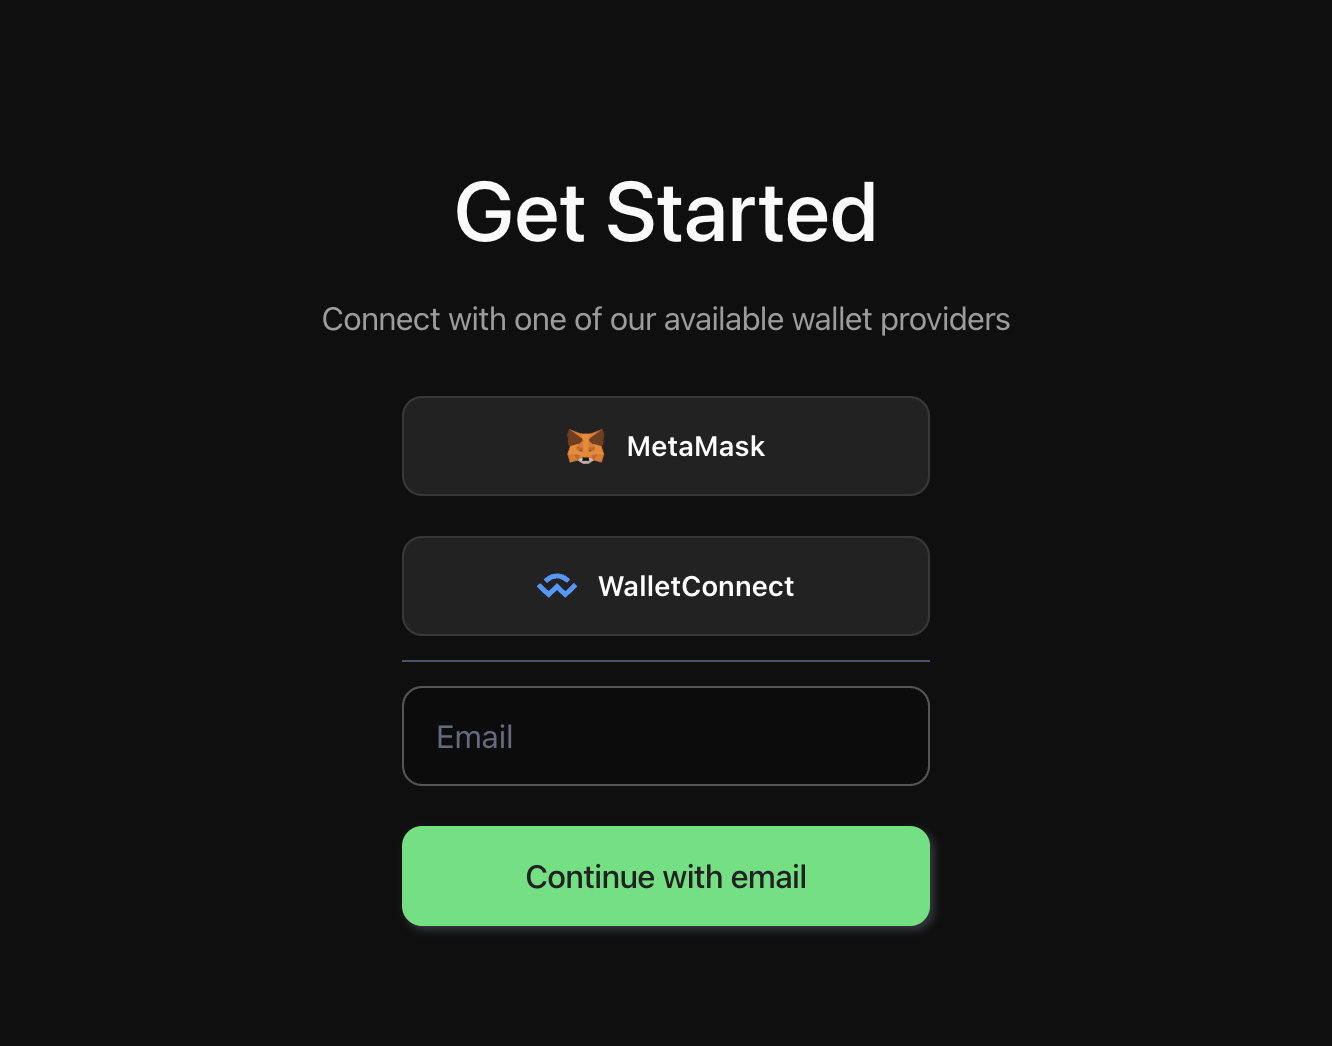 Get Started
Connect with one of our available wallet providers
MetaMask
WalletConnect
Email
Continue with email